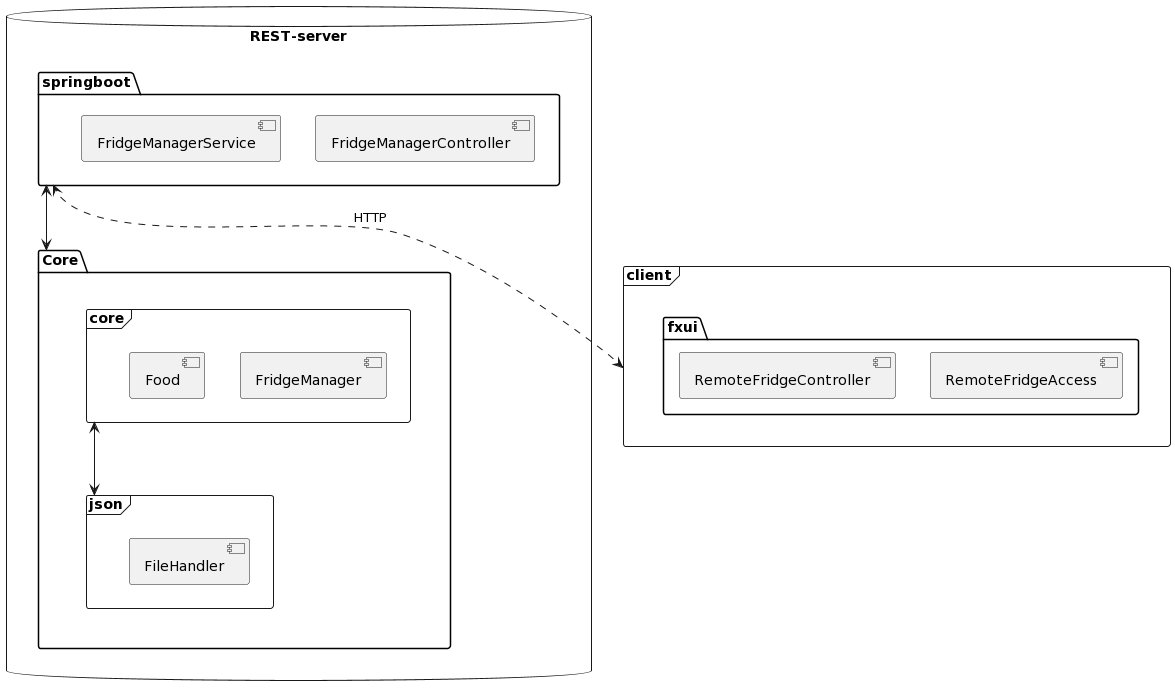 REST-server
springboot
FridgeManagerService
FridgeManagerController
HTTP
Core
core
Food
FridgeManager
json
FileHandler
client
fxui
RemoteFridgeController
RemoteFridgeAccess